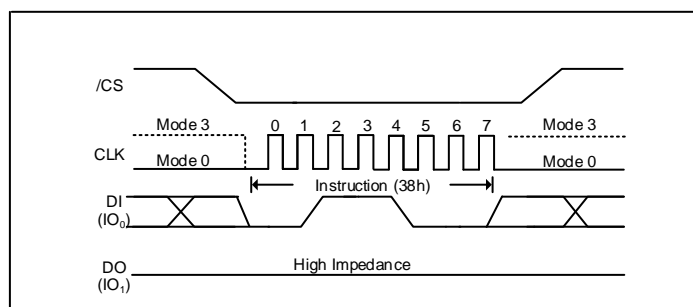 /CS
Mode 3 0 1 2 3 4 5 6 7 Mode 3
CLK
Mode 0 Mode 0
Instruction (38h)
DI
(IO0)
High Impedance
DO
(IO1)